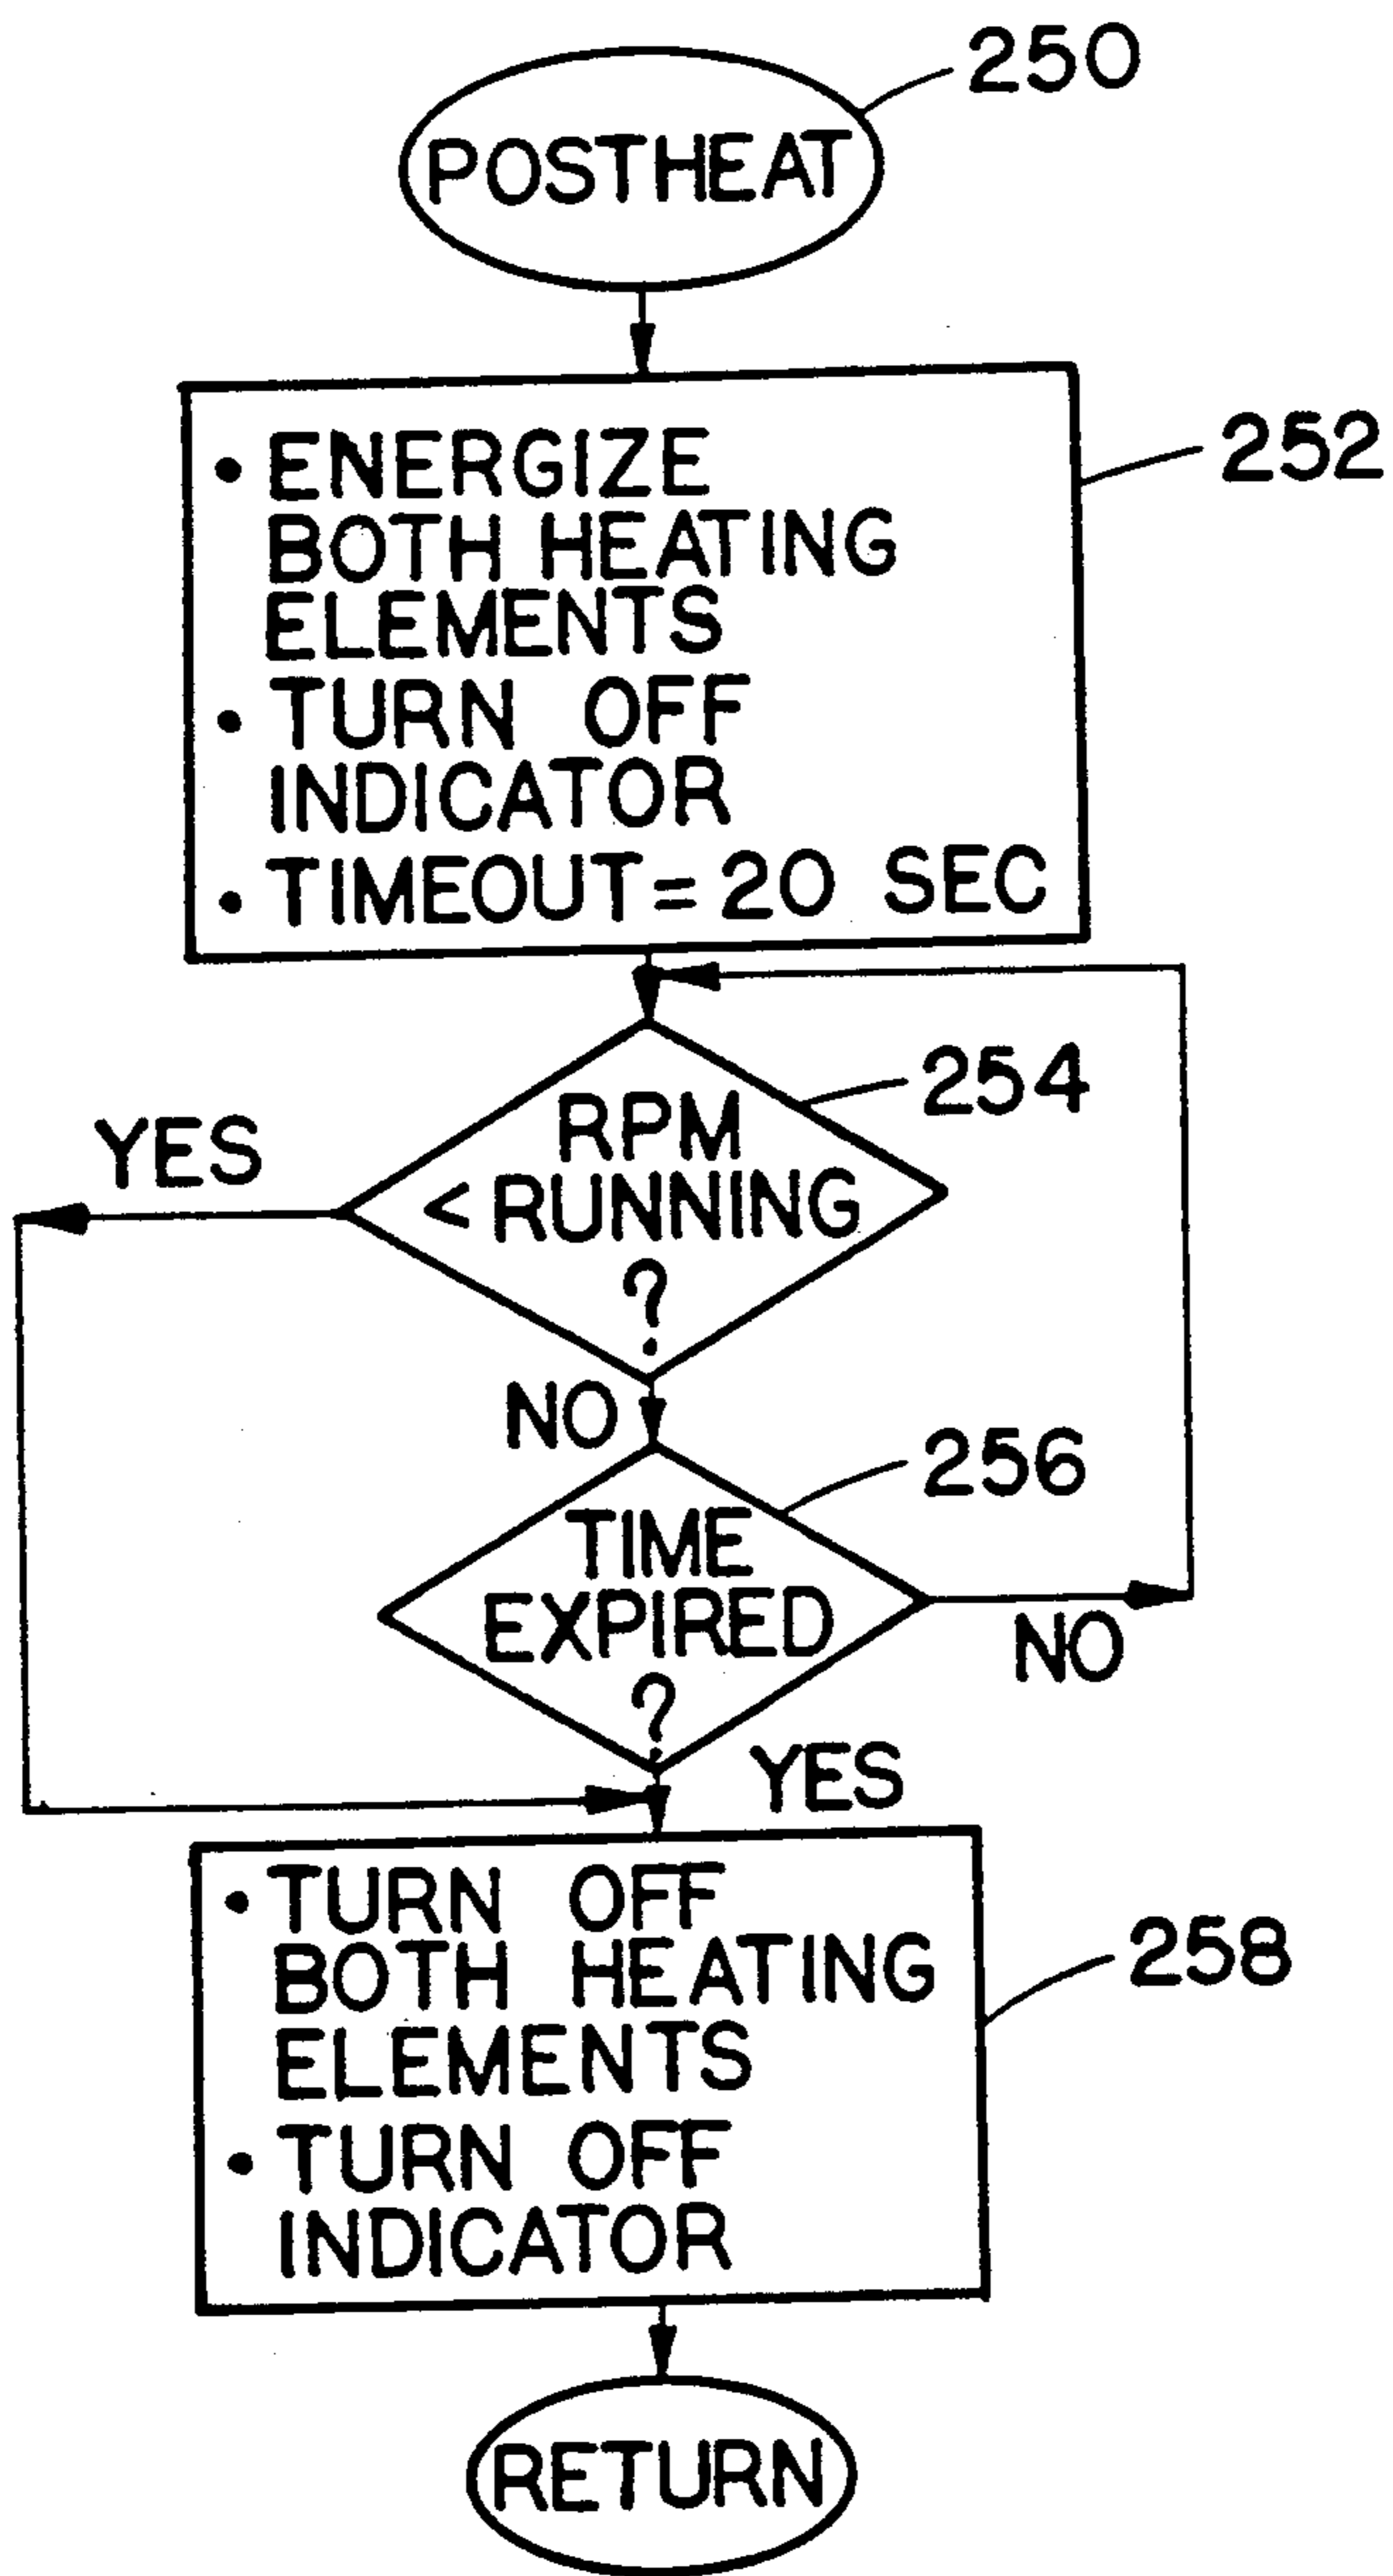 250
POSTHEAT
252
• ENERGIZE
BOTH HEATING
ELEMENTS
• TURN OFF
INDICATOR
• TIMEOUT = 20 SEC
254
RPM
< RUNNING
?
YES
NO
256
TIME
EXPIRED
?
NO
YES
258
• TURN OFF
BOTH HEATING
ELEMENTS
• TURN OFF
INDICATOR
RETURN